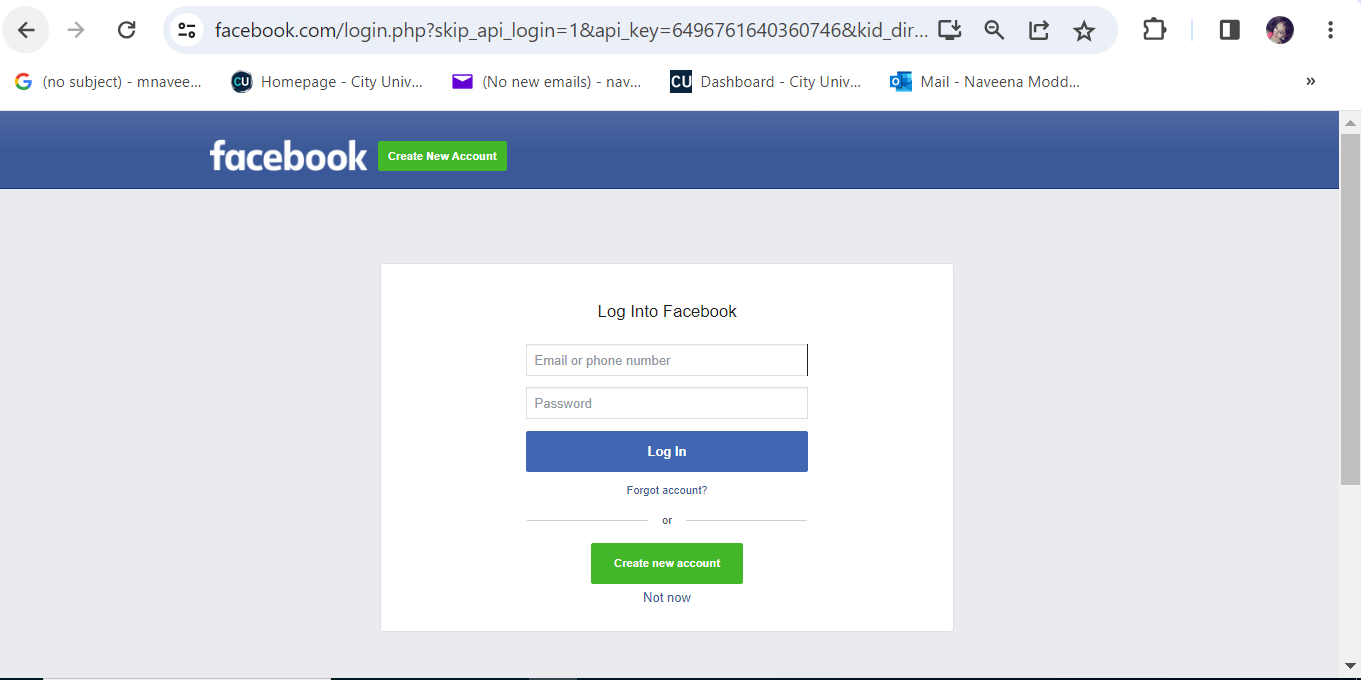 facebook.com/login.php?skip_api_login=1&api_key=6496761640360746&kid_dir...
(no subject) - mnavee...
CU Homepage - City Univ...
(No new emails) - nav...
CU Dashboard - City Univ...
Mail - Naveena Modd...
»
facebook
Create New Account
Log Into Facebook
Email or phone number
Password
Log In
Forgot account?
or
Create new account
Not now